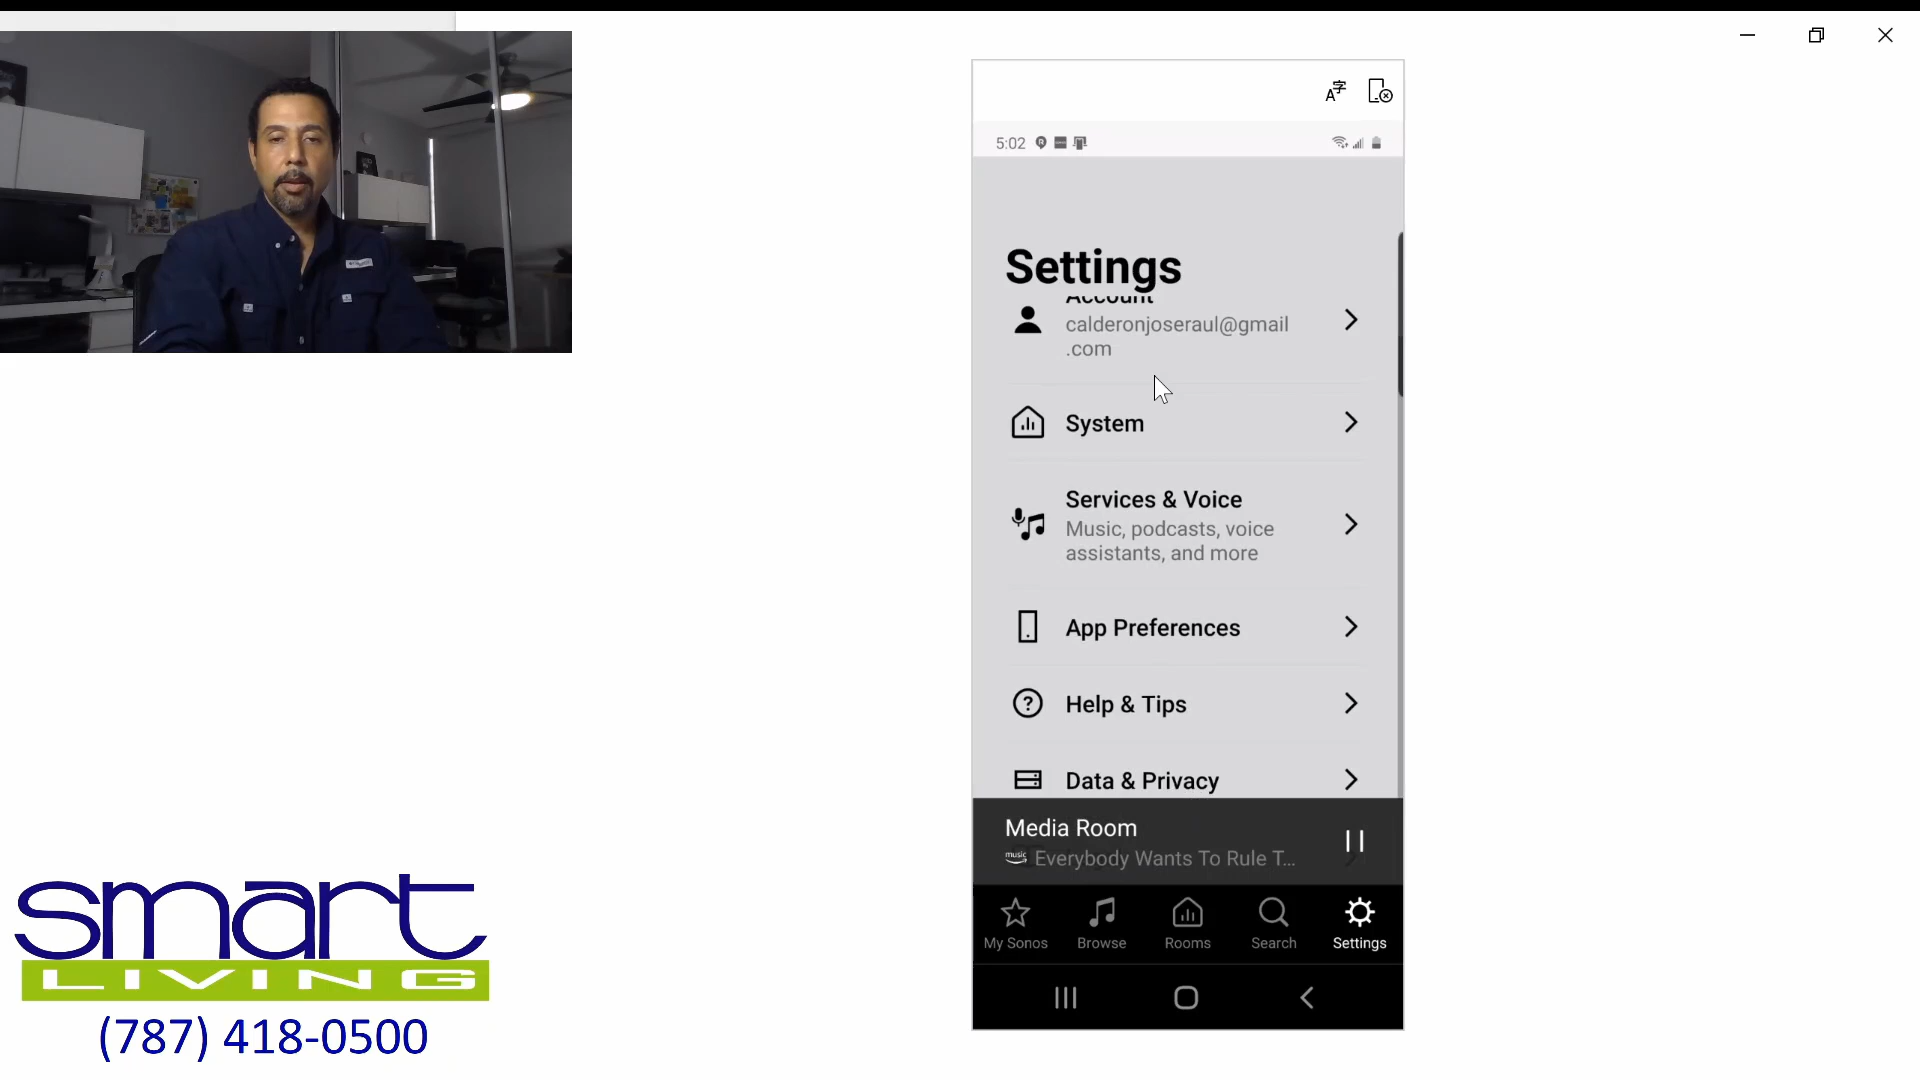 5:02
Settings
Account
calderonjoseraul@gmail
.com
System
Services & Voice
Music, podcasts, voice
assistants, and more
App Preferences
Help & Tips
Data & Privacy
Media Room
music
Everybody Wants To Rule T...
My Sonos
Browse
Rooms
Search
Settings
smart
LIVING
(787) 418-0500